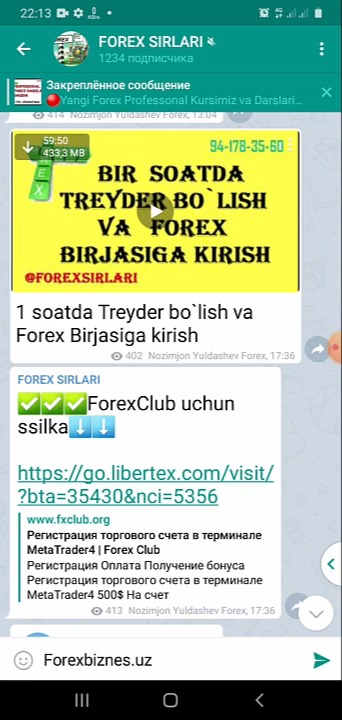 22:13
FOREX SIRLARI
1234 подписчика
Закреплённое сообщение
🔴Yangi Forex Professonal Kursimiz va Darslari...
414 Nozimjon Yuldashev Forex, 13:04
59:50
433,3 MB
94-178-35-60
BIR SOATDA
TREYDER BO`LISH
VA FOREX
BIRJASIGA KIRISH
@FOREXSIRLARI
1 soatda Treyder bo`lish va
Forex Birjasiga kirish
402 Nozimjon Yuldashev Forex, 17:36
FOREX SIRLARI
✅✅✅ForexClub uchun
ssilka⬇️⬇️
https://go.libertex.com/visit/
?bta=35430&nci=5356
www.fxclub.org
Регистрация торгового счета в терминале
MetaTrader4 | Forex Club
Регистрация Оплата Получение бонуса
Регистрация торгового счета в терминале
MetaTrader4 500$ На счет
413 Nozimjon Yuldashev Forex, 17:36
Forexbiznes.uz